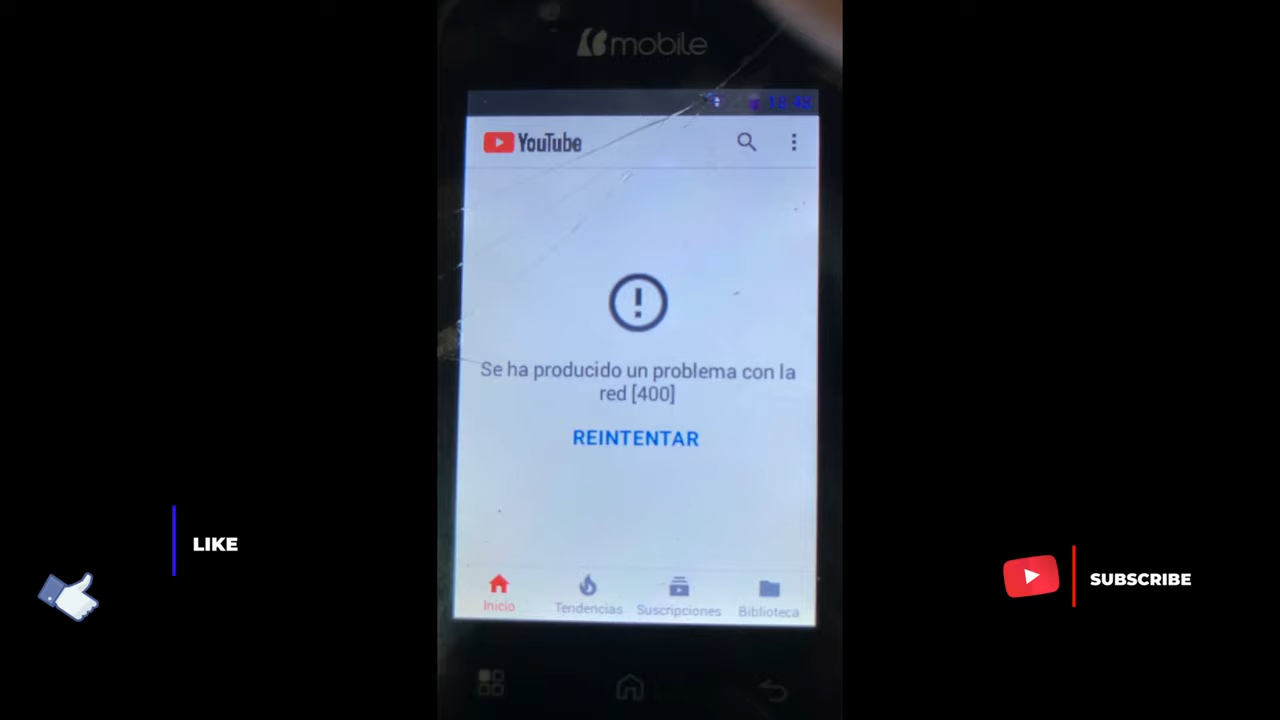 mobile
YouTube
Se ha producido un problema con la
red [400]
REINTENTAR
LIKE
SUBSCRIBE
Inicio
Tendencias
Suscripciones
Biblioteca